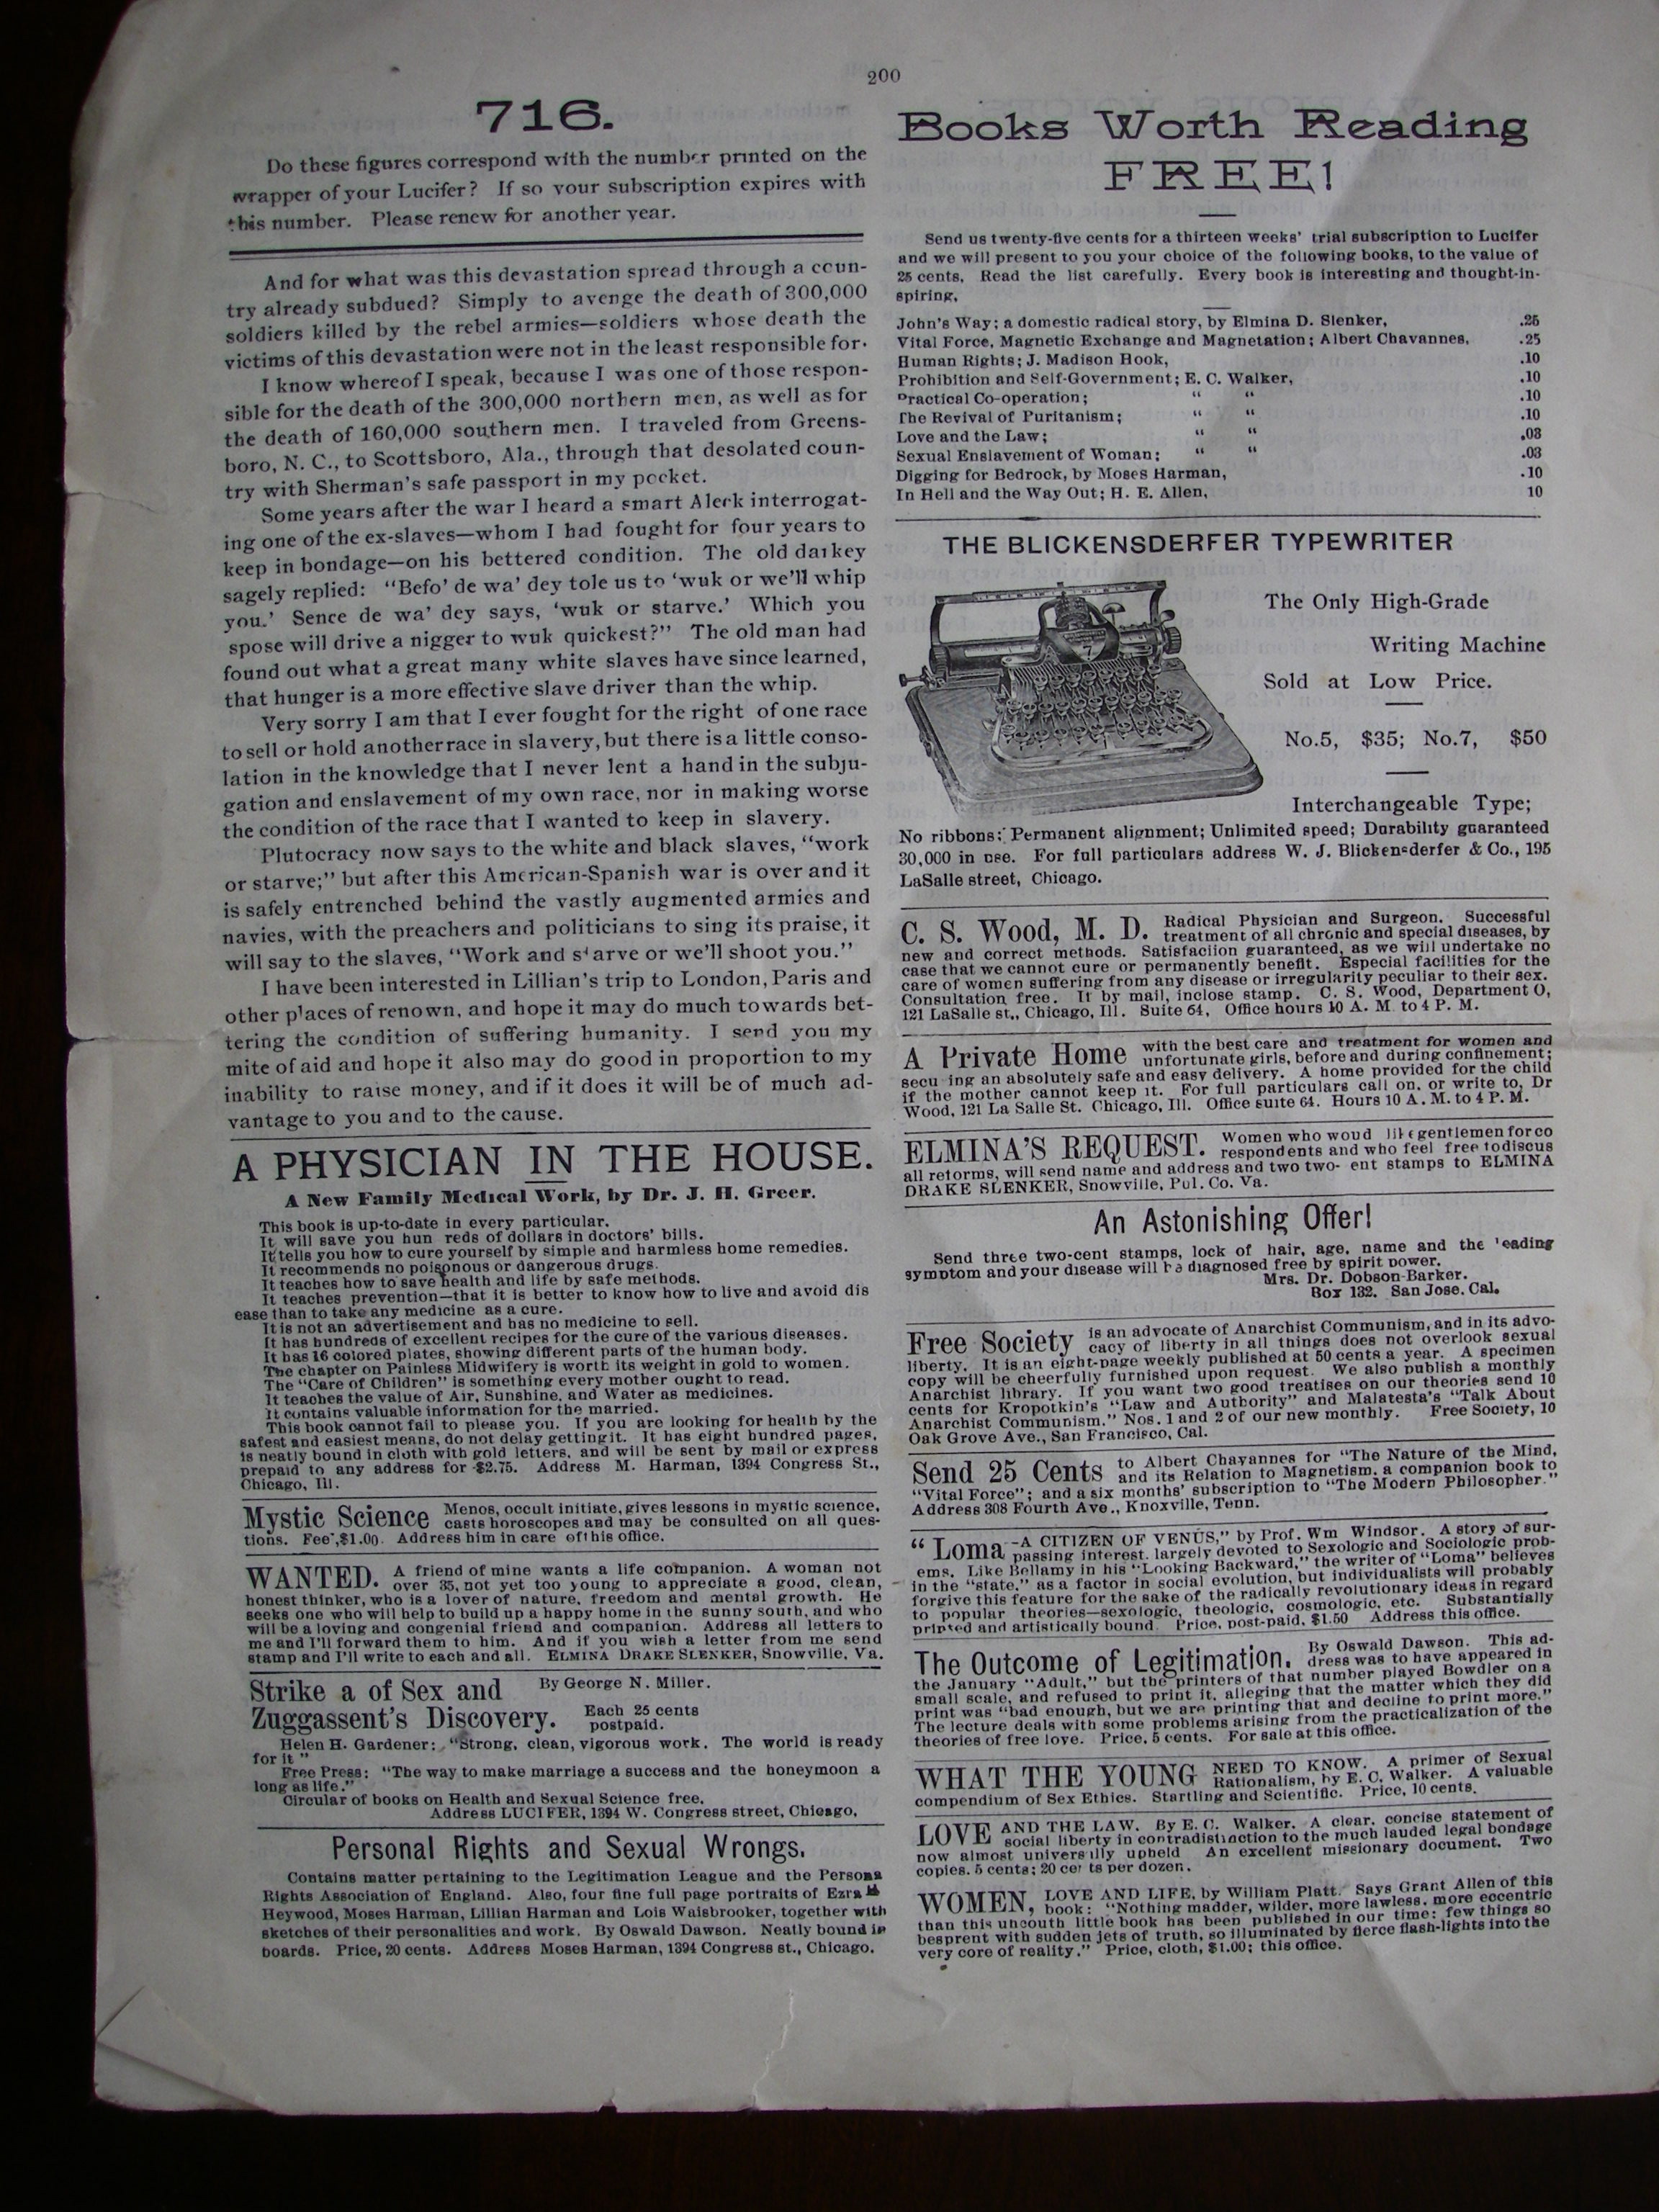 200
716.
Do these figures correspond with the number printed on the
wrapper of your Lucifer? If so your subscription expires with
this number. Please renew for another year.
And for what was this devastation spread through a coun-
try already subdued? Simply to avenge the death of 300,000
soldiers killed by the rebel armies—soldiers whose death the
victims of this devastation were not in the least responsible for.
I know whereof I speak, because I was one of those respon-
sible for the death of the 300,000 northern men, as well as for
the death of 160,000 southern men. I traveled from Greens-
boro, N. C., to Scottsboro, Ala., through that desolated coun-
try with Sherman's safe passport in my pocket.
Some years after the war I heard a smart Aleck interrogat-
ing one of the ex-slaves—whom I had fought for four years to
keep in bondage—on his bettered condition. The old darkey
sagely replied: "Befo' de wa' dey tole us to 'wuk or we'll whip
you.' Sence de wa' dey says, 'wuk or starve.' Which you
spose will drive a nigger to wuk quickest?" The old man had
found out what a great many white slaves have since learned,
that hunger is a more effective slave driver than the whip.
Very sorry I am that I ever fought for the right of one race
to sell or hold another race in slavery, but there is a little conso-
lation in the knowledge that I never lent a hand in the subju-
gation and enslavement of my own race, nor in making worse
the condition of the race that I wanted to keep in slavery.
Plutocracy now says to the white and black slaves, "work
or starve;" but after this American-Spanish war is over and it
is safely entrenched behind the vastly augmented armies and
navies, with the preachers and politicians to sing its praise, it
will say to the slaves, "Work and starve or we'll shoot you."
I have been interested in Lillian's trip to London, Paris and
other places of renown, and hope it may do much towards bet-
tering the condition of suffering humanity. I send you my
mite of aid and hope it also may do good in proportion to my
inability to raise money, and if it does it will be of much ad-
vantage to you and to the cause.
A PHYSICIAN IN THE HOUSE.
A New Family Medical Work, by Dr. J. H. Greer.
This book is up-to-date in every particular.
It will save you hun reds of dollars in doctors' bills.
It tells you how to cure yourself by simple and harmless home remedies.
It recommends no poisonous or dangerous drugs.
It teaches how to save health and life by safe methods.
It teaches prevention—that it is better to know how to live and avoid dis
ease than to take any medicine as a cure.
It is not an advertisement and has no medicine to sell.
It has hundreds of excellent recipes for the cure of the various diseases.
It has 16 colored plates, showing different parts of the human body.
The chapter on Painless Midwifery is worth its weight in gold to women.
The "Care of Children" is something every mother ought to read.
It teaches the value of Air, Sunshine, and Water as medicines.
It contains valuable information for the married.
This book cannot fail to please you. If you are looking for health by the
safest and easiest means, do not delay getting it. It has eight hundred pages,
is neatly bound in cloth with gold letters, and will be sent by mail or express
prepaid to any address for $2.75. Address M. Harman, 1394 Congress St.,
Chicago, Ill.
Mystic Science Menos, occult initiate, gives lessons in mystic science,
casts horoscopes and may be consulted on all ques-
tions. Fee, $1.00. Address him in care of this office.
WANTED. A friend of mine wants a life companion. A woman not
over 35, not yet too young to appreciate a good, clean,
honest thinker, who is a lover of nature, freedom and mental growth. He
seeks one who will help to build up a happy home in the sunny south, and who
will be a loving and congenial friend and companion. Address all letters to
me and I'll forward them to him. And if you wish a letter from me send
stamp and I'll write to each and all. ELMINA DRAKE SLENKER, Snowville, Va.
Strike a of Sex and By George N. Miller.
Zuggassent's Discovery. Each 25 cents
postpaid.
Helen H. Gardener: "Strong, clean, vigorous work. The world is ready
for it"
Free Press: "The way to make marriage a success and the honeymoon a
long as life."
Circular of books on Health and Sexual Science free.
Address LUCIFER, 1394 W. Congress street, Chicago.
Personal Rights and Sexual Wrongs.
Contains matter pertaining to the Legitimation League and the Persona
Rights Association of England. Also, four fine full page portraits of Ezra H
Heywood, Moses Harman, Lillian Harman and Lois Waisbrooker, together with
sketches of their personalities and work. By Oswald Dawson. Neatly bound in
boards. Price, 20 cents. Address Moses Harman, 1394 Congress st., Chicago.
Books Worth Reading
FREE!
Send us twenty-five cents for a thirteen weeks' trial subscription to Lucifer
and we will present to you your choice of the following books, to the value of
25 cents. Read the list carefully. Every book is interesting and thought-in-
spiring.
John's Way; a domestic radical story, by Elmina D. Slenker, .25
Vital Force, Magnetic Exchange and Magnetation; Albert Chavannes, .25
Human Rights; J. Madison Hook, .10
Prohibition and Self-Government; E. C. Walker, .10
Practical Co-operation; " " .10
The Revival of Puritanism; " " .10
Love and the Law; " " .03
Sexual Enslavement of Woman; " " .03
Digging for Bedrock, by Moses Harman, .10
In Hell and the Way Out; H. E. Allen, 10
THE BLICKENSDERFER TYPEWRITER
The Only High-Grade
Writing Machine
Sold at Low Price.
No.5, $35; No.7, $50
Interchangeable Type;
No ribbons; Permanent alignment; Unlimited speed; Durability guaranteed
30,000 in use. For full particulars address W. J. Blickensderfer & Co., 195
LaSalle street, Chicago.
C. S. Wood, M. D. Radical Physician and Surgeon. Successful
treatment of all chronic and special diseases, by
new and correct methods. Satisfaction guaranteed, as we will undertake no
case that we cannot cure or permanently benefit. Especial facilities for the
care of women suffering from any disease or irregularity peculiar to their sex.
Consultation free. If by mail, inclose stamp. C. S. Wood, Department O,
121 LaSalle st., Chicago, Ill. Suite 64. Office hours 10 A. M to 4 P. M.
A Private Home with the best care and treatment for women and
unfortunate girls, before and during confinement;
secu ing an absolutely safe and easy delivery. A home provided for the child
if the mother cannot keep it. For full particulars call on, or write to, Dr
Wood, 121 La Salle St. Chicago, Ill. Office suite 64. Hours 10 A. M. to 4 P. M.
ELMINA'S REQUEST. Women who woud like gentlemen for co
respondents and who feel free to discus
all reforms, will send name and address and two two- ent stamps to ELMINA
DRAKE SLENKER, Snowville, Pul. Co. Va.
An Astonishing Offer!
Send three two-cent stamps, lock of hair, age, name and the leading
symptom and your disease will be diagnosed free by spirit power.
Mrs. Dr. Dobson-Barker.
Box 132. San Jose, Cal.
Free Society is an advocate of Anarchist Communism, and in its advo-
cacy of liberty in all things does not overlook sexual
liberty. It is an eight-page weekly published at 50 cents a year. A specimen
copy will be cheerfully furnished upon request. We also publish a monthly
Anarchist library. If you want two good treatises on our theories send 10
cents for Kropotkin's "Law and Authority" and Malatesta's "Talk About
Anarchist Communism." Nos. 1 and 2 of our new monthly. Free Society, 10
Oak Grove Ave., San Francisco, Cal.
Send 25 Cents to Albert Chavannes for "The Nature of the Mind,
and its Relation to Magnetism, a companion book to
"Vital Force"; and a six months' subscription to "The Modern Philosopher."
Address 308 Fourth Ave., Knoxville, Tenn.
"Loma—A CITIZEN OF VENUS," by Prof. Wm Windsor. A story of sur-
passing interest, largely devoted to Sexologic and Sociologic prob-
ems. Like Bellamy in his "Looking Backward," the writer of "Loma" believes
in the "state," as a factor in social evolution, but individualists will probably
forgive this feature for the sake of the radically revolutionary ideas in regard
to popular theories—sexologic, theologic, cosmologic, etc. Substantially
printed and artistically bound. Price, post-paid, $1.50 Address this office.
The Outcome of Legitimation. By Oswald Dawson. This ad-
dress was to have appeared in
the January "Adult," but the printers of that number played Bowdler on a
small scale, and refused to print it, alleging that the matter which they did
print was "bad enough, but we are printing that and decline to print more."
The lecture deals with some problems arising from the practicalization of the
theories of free love. Price, 5 cents. For sale at this office.
WHAT THE YOUNG NEED TO KNOW. A primer of Sexual
Rationalism, by E. C. Walker. A valuable
compendium of Sex Ethics. Startling and Scientific. Price, 10 cents.
LOVE AND THE LAW. By E. C. Walker. A clear, concise statement of
social liberty in contradistinction to the much lauded legal bondage
now almost universally upheld An excellent missionary document. Two
copies. 5 cents; 20 cents per dozen.
WOMEN, LOVE AND LIFE, by William Platt. Says Grant Allen of this
book: "Nothing madder, wilder, more lawless, more eccentric
than this uncouth little book has been published in our time; few things so
besprent with sudden jets of truth, so illuminated by fierce flash-lights into the
very core of reality." Price, cloth, $1.00; this office.